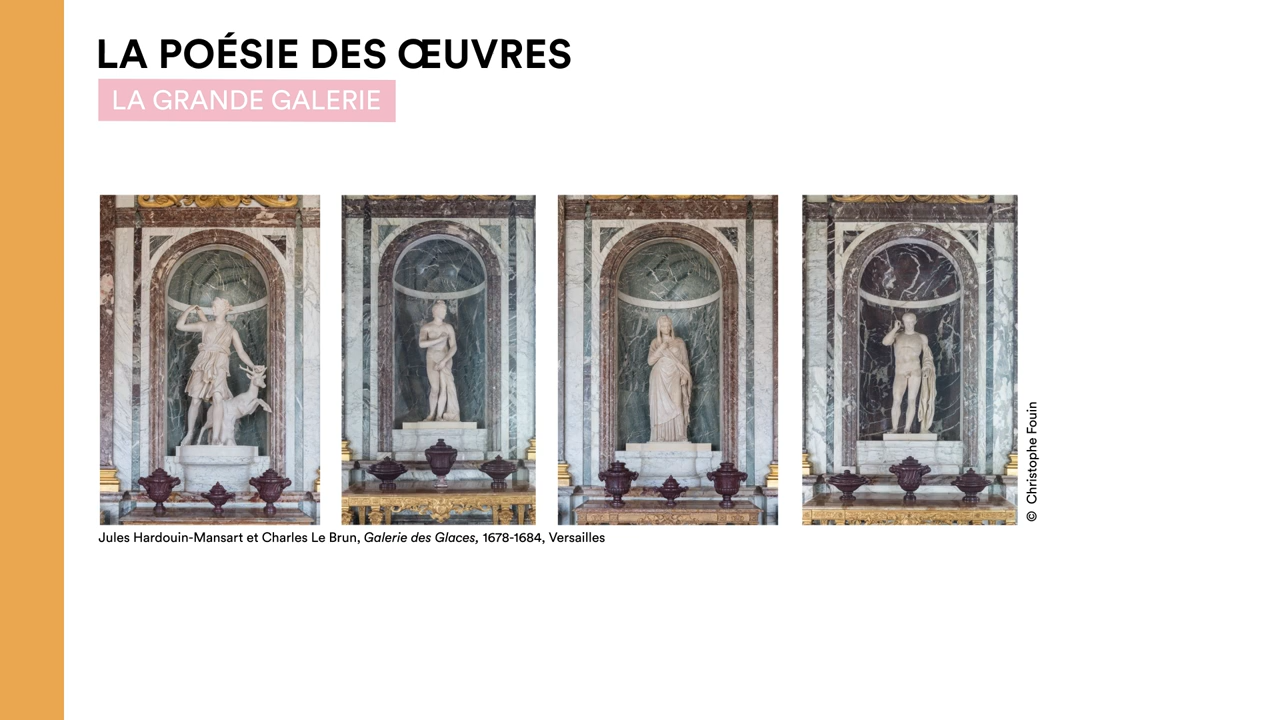 LA POÉSIE DES ŒUVRES
LA GRANDE GALERIE
© Christophe Fouin
Jules Hardouin-Mansart et Charles Le Brun, Galerie des Glaces, 1678-1684, Versailles